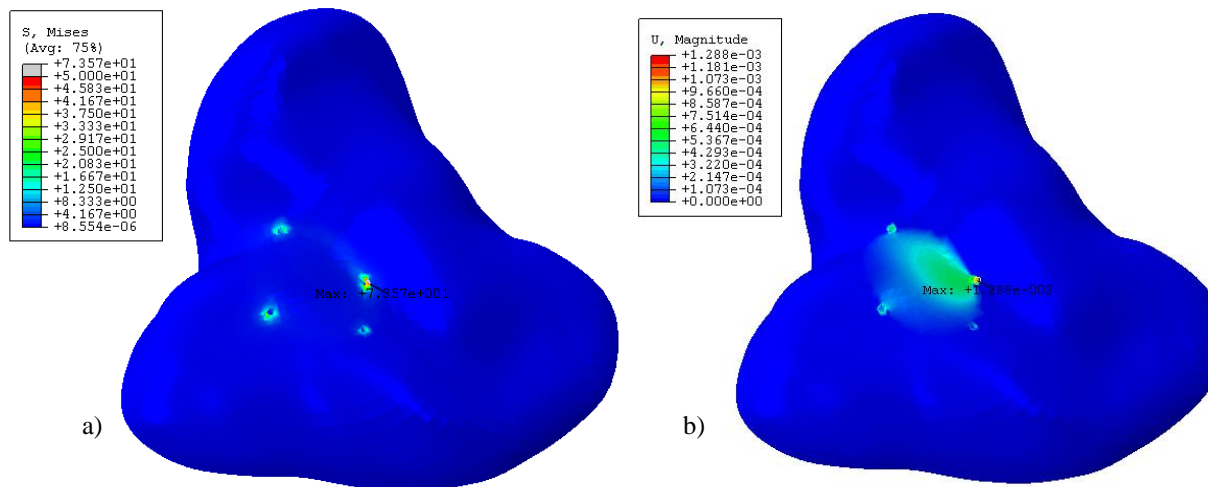 S, Mises
(Avg: 75%)
+7.357e+01
+5.000e+01
+4.583e+01
+4.167e+01
+3.750e+01
+3.333e+01
+2.917e+01
+2.500e+01
+2.083e+01
+1.667e+01
+1.250e+01
+8.333e+00
+4.167e+00
+8.554e-06
Max: +7.357e+001
a)
U, Magnitude
+1.288e-03
+1.181e-03
+1.073e-03
+9.660e-04
+8.587e-04
+7.514e-04
+6.440e-04
+5.367e-04
+4.293e-04
+3.220e-04
+2.147e-04
+1.073e-04
+0.000e+00
Max: +1.288e-003
b)